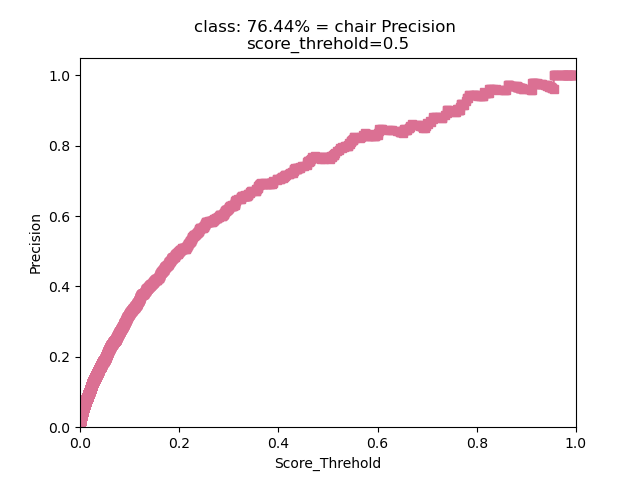 class: 76.44% = chair Precision
score_threhold=0.5
1.0
0.8
0.6
0.4
0.2
0.0
Precision
0.0 0.2 0.4 0.6 0.8 1.0
Score_Threhold